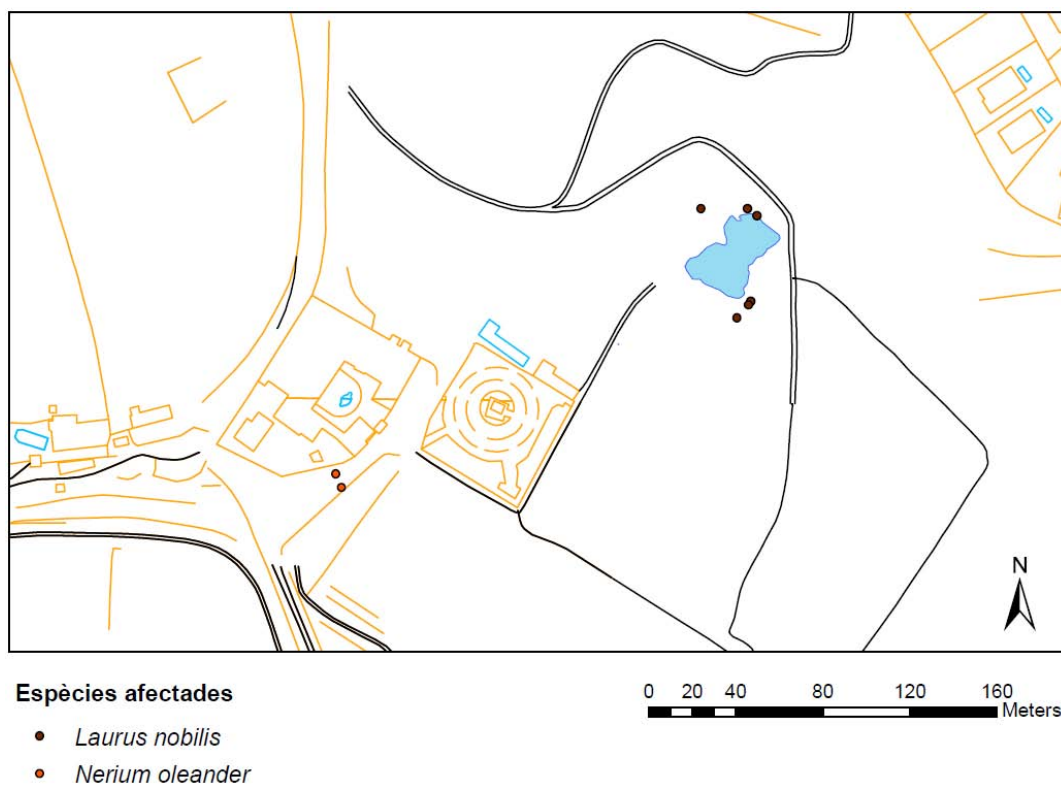 N
Espècies afectades
0 20 40 80 120 160
Meters
Laurus nobilis
Nerium oleander